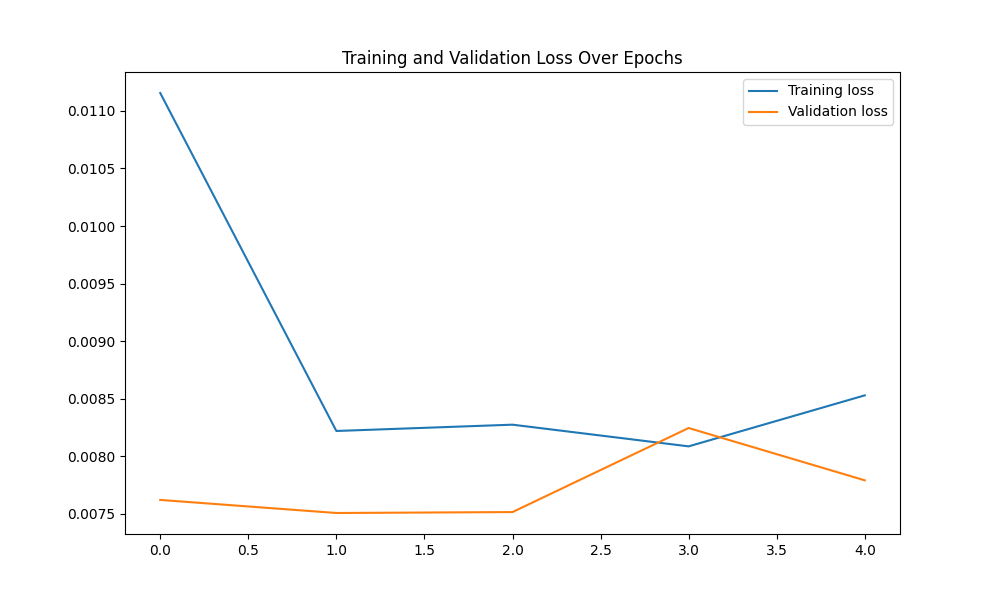 Training and Validation Loss Over Epochs
Training loss
Validation loss
0.0110
0.0105
0.0100
0.0095
0.0090
0.0085
0.0080
0.0075
0.0 0.5 1.0 1.5 2.0 2.5 3.0 3.5 4.0